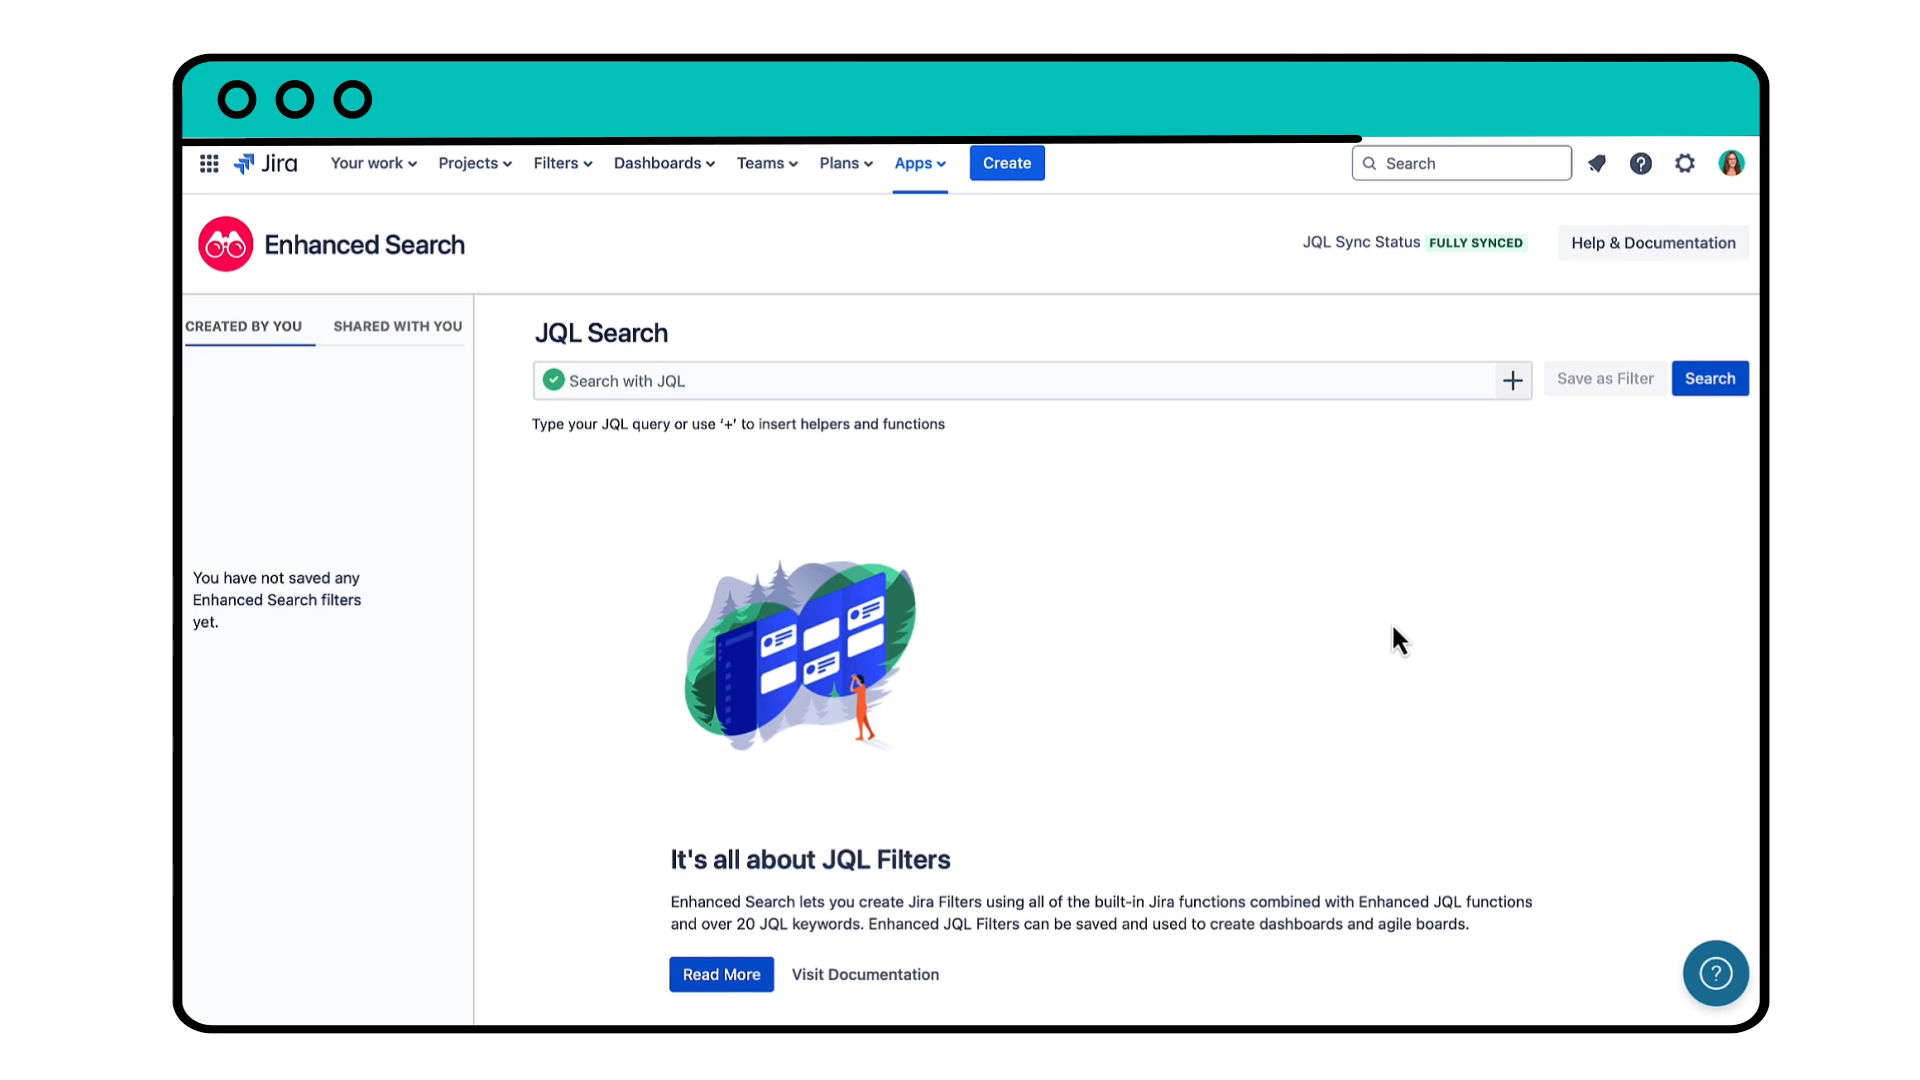 Jira Your work Projects Filters Dashboards Teams Plans Apps Create Search
Enhanced Search JQL Sync Status FULLY SYNCED Help & Documentation
CREATED BY YOU SHARED WITH YOU
JQL Search
Search with JQL Save as Filter Search
Type your JQL query or use ‘+’ to insert helpers and functions
You have not saved any
Enhanced Search filters
yet.
It's all about JQL Filters
Enhanced Search lets you create Jira Filters using all of the built-in Jira functions combined with Enhanced JQL functions
and over 20 JQL keywords. Enhanced JQL Filters can be saved and used to create dashboards and agile boards.
Read More Visit Documentation